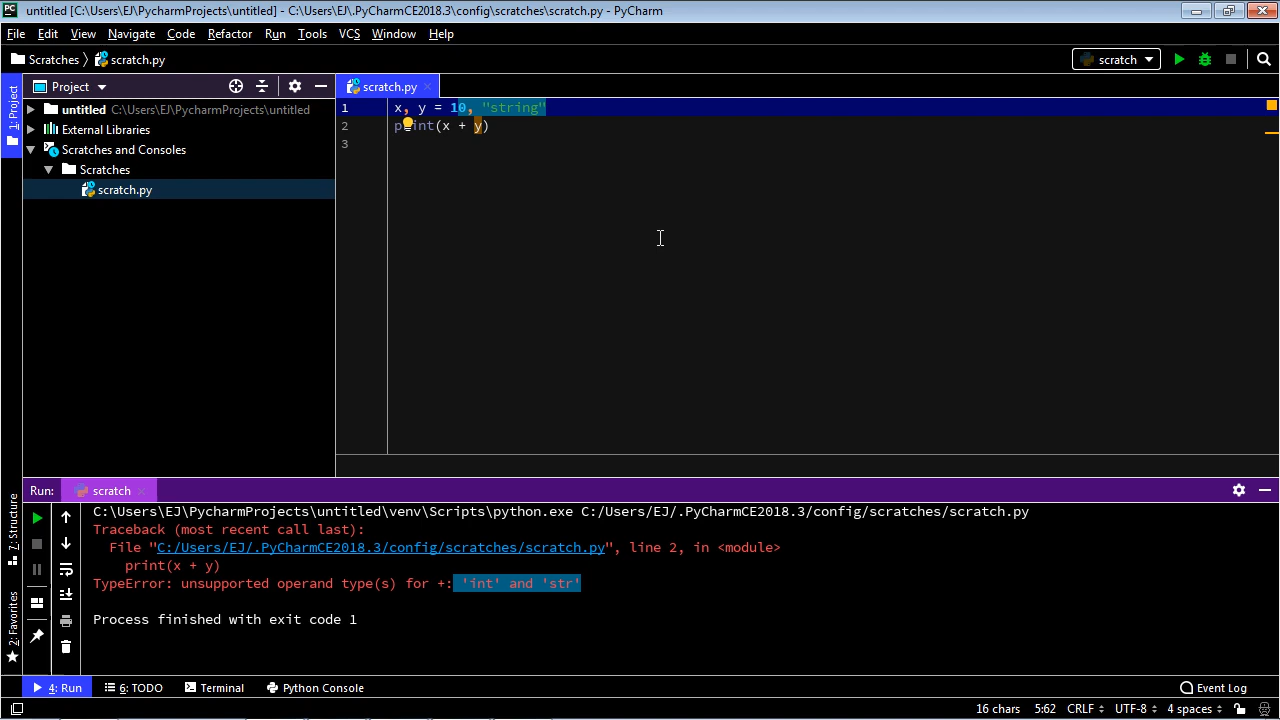 PC untitled [C:\Users\EJ\PycharmProjects\untitled] - C:\Users\EJ\.PyCharmCE2018.3\config\scratches\scratch.py - PyCharm
File Edit View Navigate Code Refactor Run Tools VCS Window Help
Scratches scratch.py scratch
1: Project
Project
untitled C:\Users\EJ\PycharmProjects\untitled
External Libraries
Scratches and Consoles
Scratches
scratch.py
scratch.py
1 x, y = 10, "string"
2 print(x + y)
3
7: Structure
2: Favorites
Run: scratch
C:\Users\EJ\PycharmProjects\untitled\venv\Scripts\python.exe C:/Users/EJ/.PyCharmCE2018.3/config/scratches/scratch.py
Traceback (most recent call last):
File "C:/Users/EJ/.PyCharmCE2018.3/config/scratches/scratch.py", line 2, in <module>
print(x + y)
TypeError: unsupported operand type(s) for +: 'int' and 'str'
Process finished with exit code 1
4: Run 6: TODO Terminal Python Console Event Log
16 chars 5:62 CRLF UTF-8 4 spaces